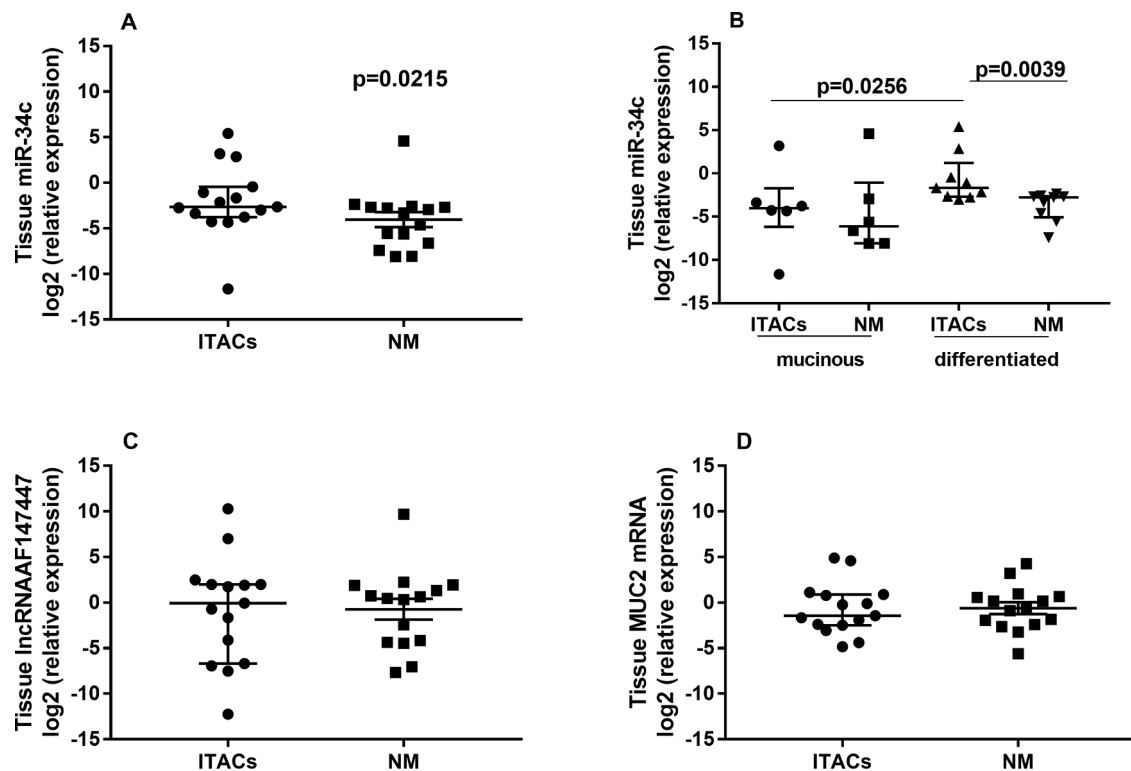 A
Tissue miR-34c
log2 (relative expression)
15
10
5
0
-5
-10
-15
p=0.0215
ITACs
NM
B
Tissue miR-34c
log2 (relative expression)
15
10
5
0
-5
-10
-15
p=0.0256
p=0.0039
ITACs
NM
ITACs
NM
mucinous
differentiated
C
Tissue lncRNAAF147447
log2 (relative expression)
15
10
5
0
-5
-10
-15
ITACs
NM
D
Tissue MUC2 mRNA
log2 (relative expression)
15
10
5
0
-5
-10
-15
ITACs
NM